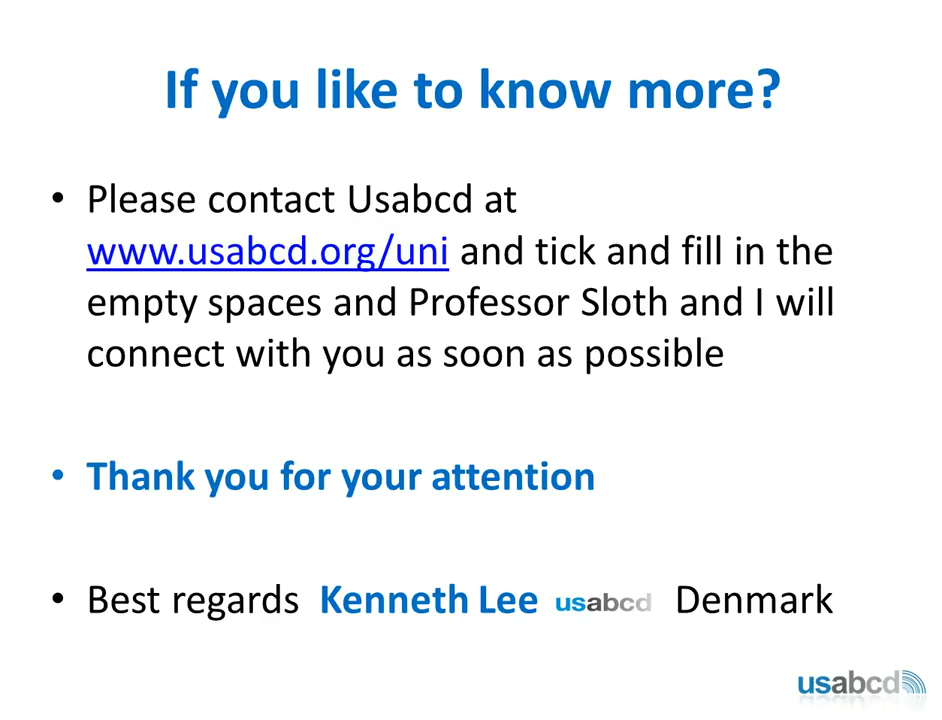 If you like to know more?
• Please contact Usabcd at
www.usabcd.org/uni and tick and fill in the
empty spaces and Professor Sloth and I will
connect with you as soon as possible
• Thank you for your attention
• Best regards Kenneth Lee usabcd Denmark
usabcd